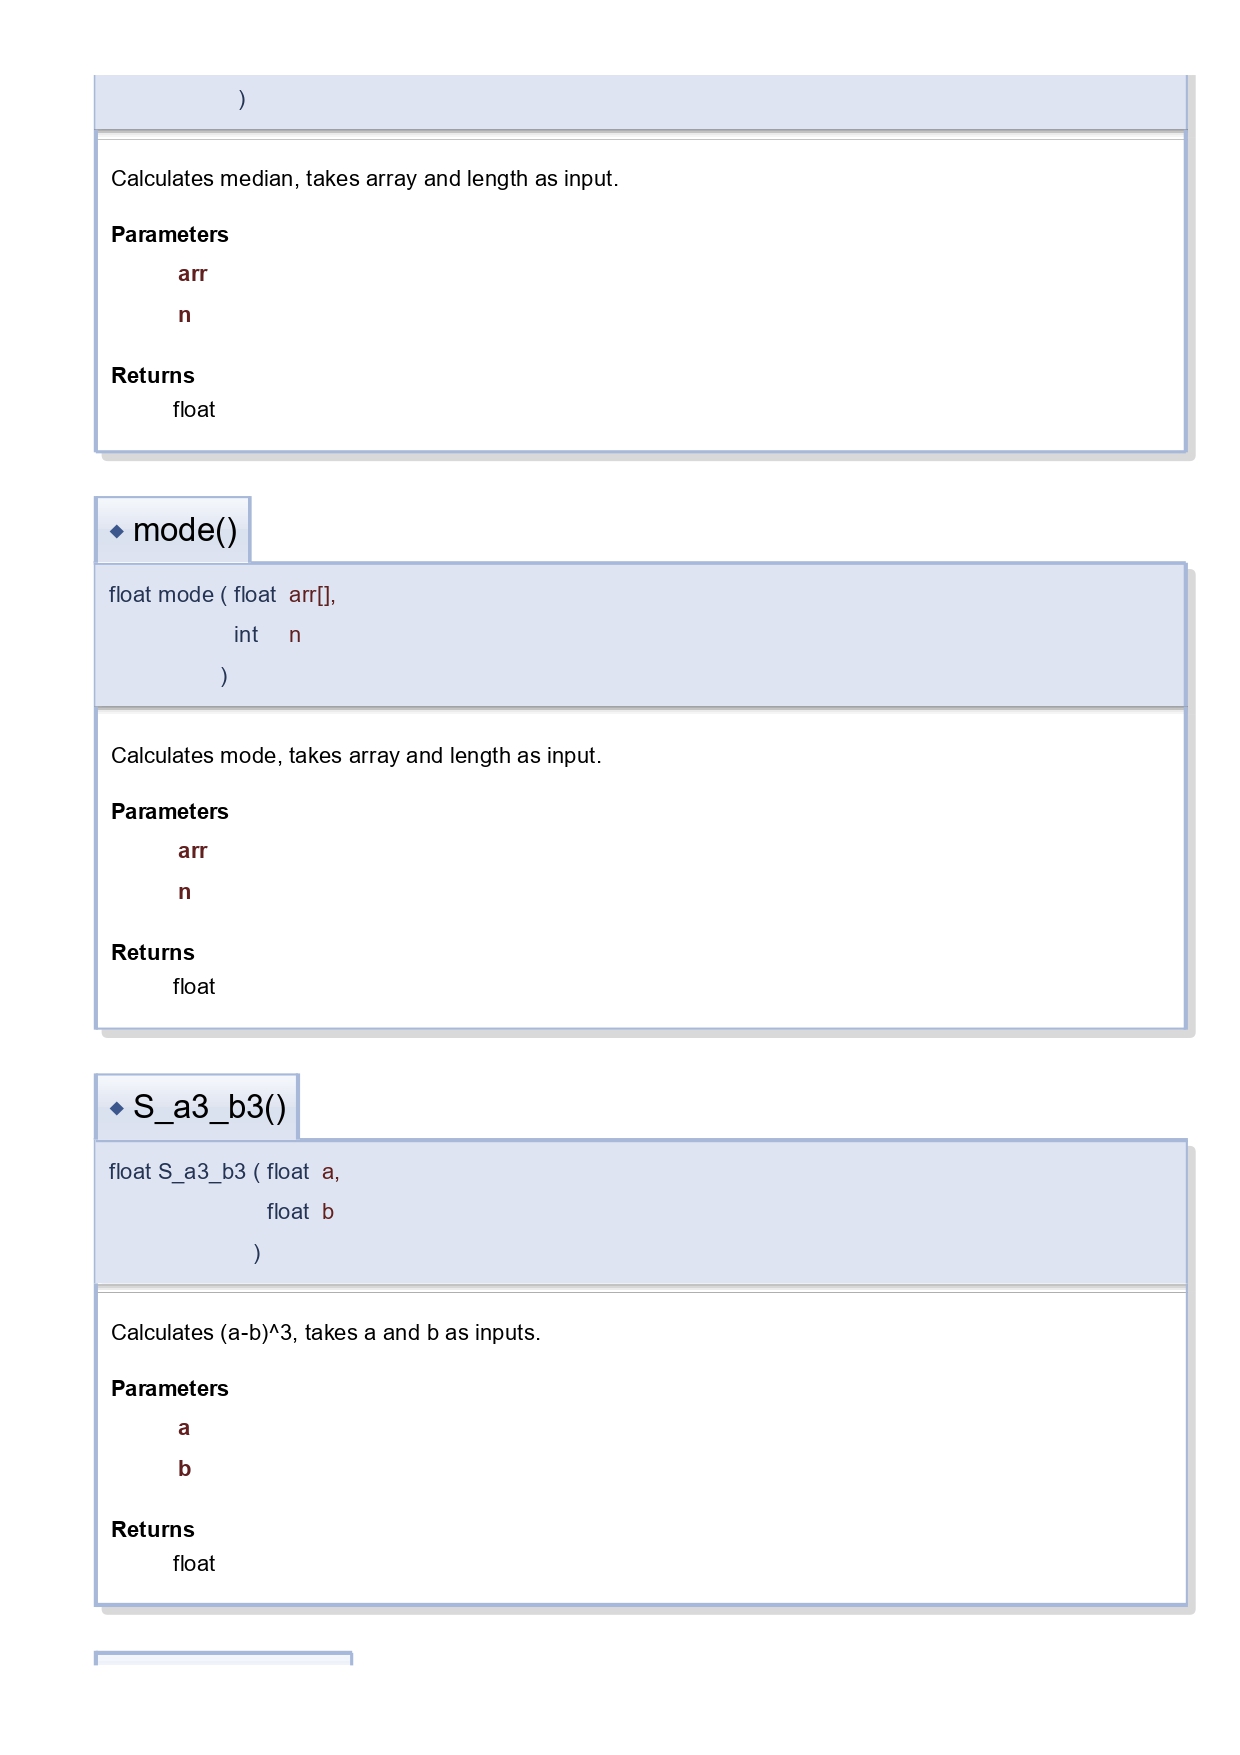 )
Calculates median, takes array and length as input.
Parameters
arr
n
Returns
float
◆ mode()
float mode ( float arr[],
int n
)
Calculates mode, takes array and length as input.
Parameters
arr
n
Returns
float
◆ S_a3_b3()
float S_a3_b3 ( float a,
float b
)
Calculates (a-b)^3, takes a and b as inputs.
Parameters
a
b
Returns
float